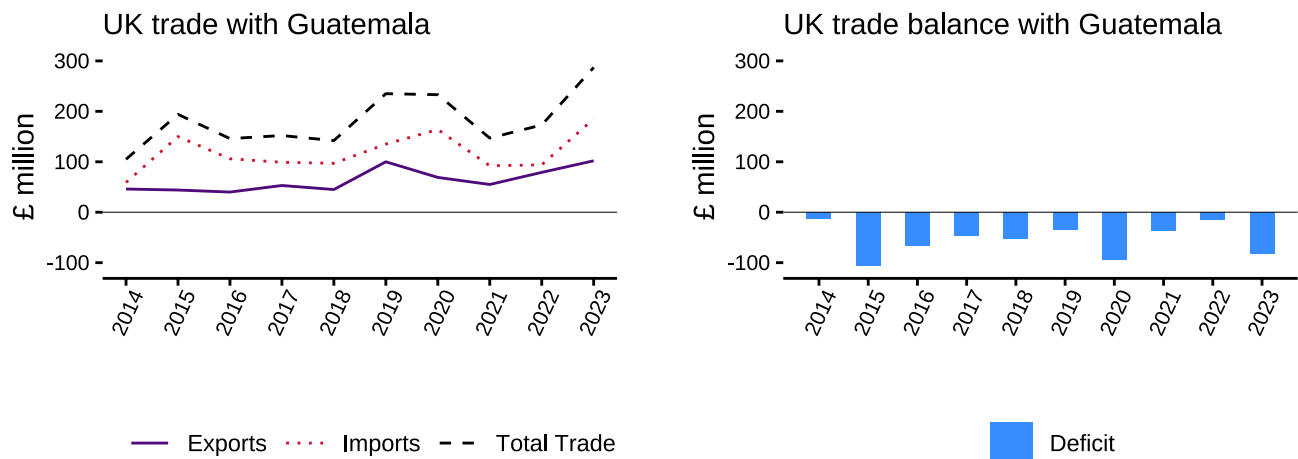 UK trade with Guatemala
£ million
300
200
100
0
-100
2014 2015 2016 2017 2018 2019 2020 2021 2022 2023
Exports Imports Total Trade
UK trade balance with Guatemala
£ million
300
200
100
0
-100
2014 2015 2016 2017 2018 2019 2020 2021 2022 2023
Deficit